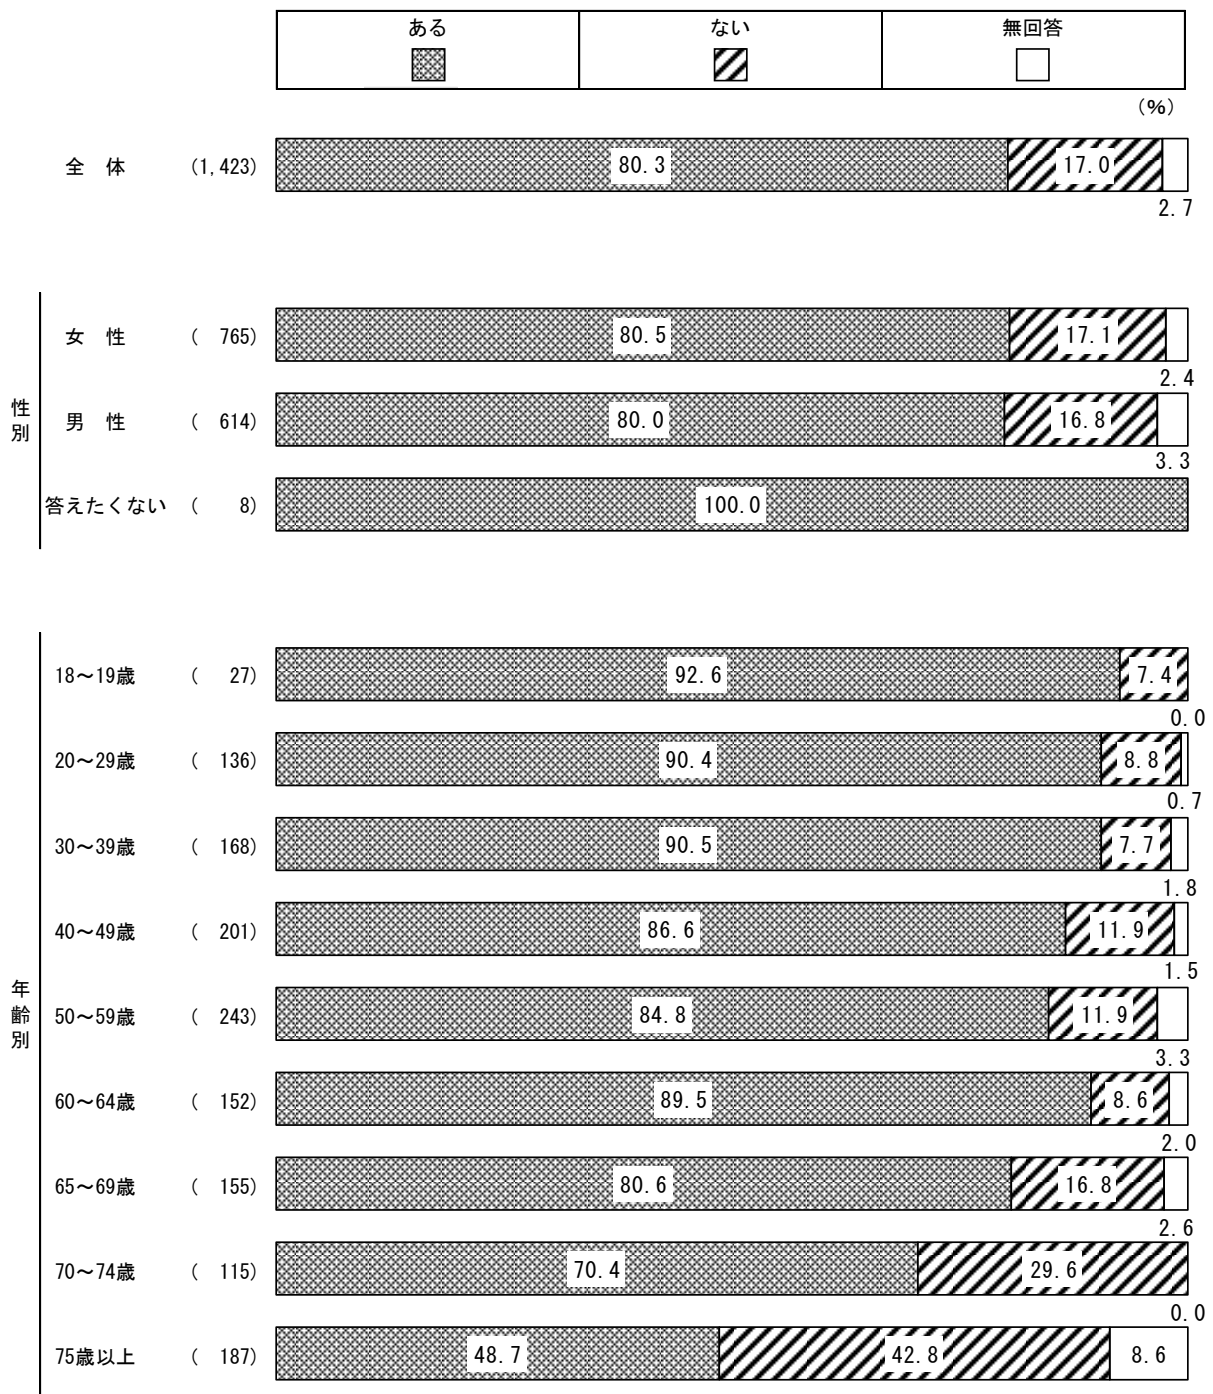 ある ない 無回答
(%)
全 体 (1,423) 80.3 17.0
2.7
女 性 ( 765) 80.5 17.1
2.4
性別
男 性 ( 614) 80.0 16.8
3.3
答えたくない ( 8) 100.0
18～19歳 ( 27) 92.6 7.4
0.0
20～29歳 ( 136) 90.4 8.8
0.7
30～39歳 ( 168) 90.5 7.7
1.8
40～49歳 ( 201) 86.6 11.9
1.5
年齢別
50～59歳 ( 243) 84.8 11.9
3.3
60～64歳 ( 152) 89.5 8.6
2.0
65～69歳 ( 155) 80.6 16.8
2.6
70～74歳 ( 115) 70.4 29.6
0.0
75歳以上 ( 187) 48.7 42.8 8.6